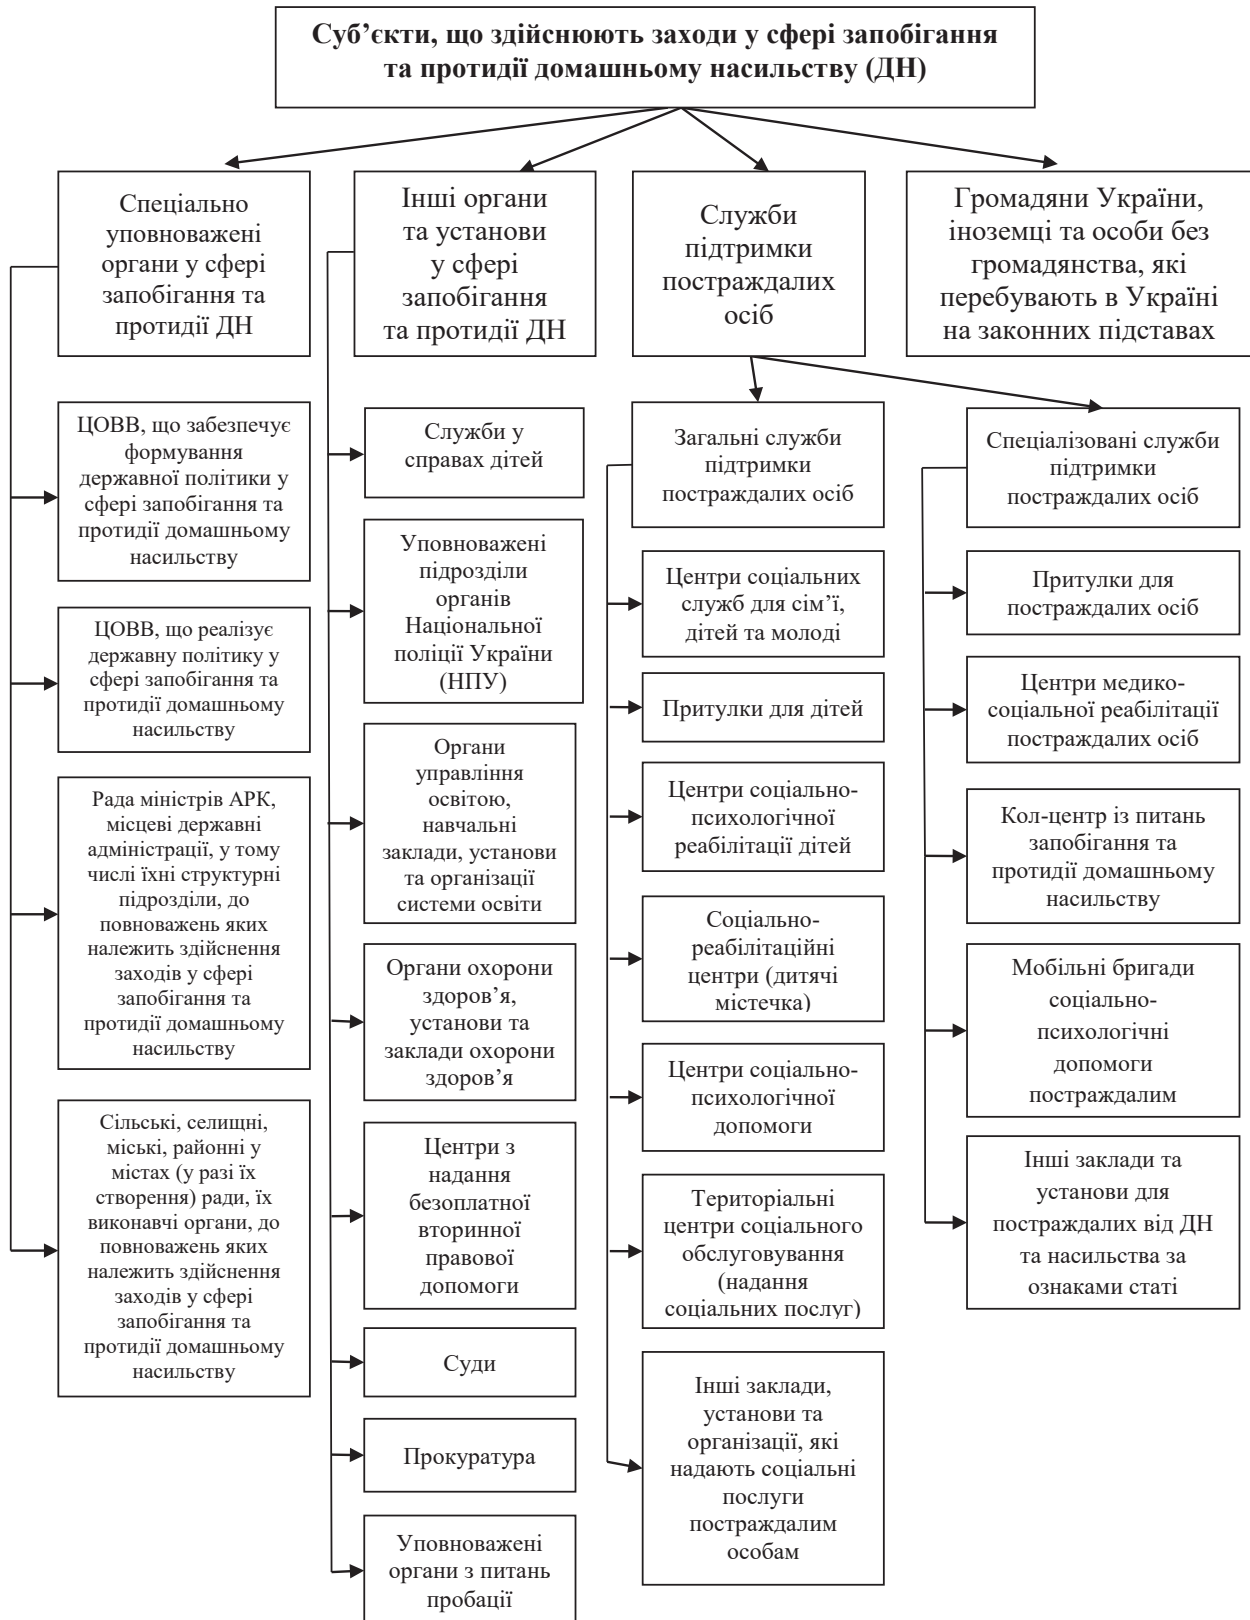 Суб’єкти, що здійснюють заходи у сфері запобігання
та протидії домашньому насильству (ДН)
Спеціально
уповноважені
органи у сфері
запобігання та
протидії ДН
Інші органи
та установи
у сфері
запобігання
та протидії ДН
Служби
підтримки
постраждалих
осіб
Громадяни України,
іноземці та особи без
громадянства, які
перебувають в Україні
на законних підставах
ЦОВВ, що забезпечує
формування
державної політики у
сфері запобігання та
протидії домашньому
насильству
ЦОВВ, що реалізує
державну політику у
сфері запобігання та
протидії домашньому
насильству
Рада міністрів АРК,
місцеві державні
адміністрації, у тому
числі їхні структурні
підрозділи, до
повноважень яких
належить здійснення
заходів у сфері
запобігання та
протидії домашньому
насильству
Сільські, селищні,
міські, районні у
містах (у разі їх
створення) ради, їх
виконавчі органи, до
повноважень яких
належить здійснення
заходів у сфері
запобігання та
протидії домашньому
насильству
Служби у
справах дітей
Уповноважені
підрозділи
органів
Національної
поліції України
(НПУ)
Органи
управління
освітою,
навчальні
заклади, установи
та організації
системи освіти
Органи охорони
здоров’я,
установи та
заклади охорони
здоров’я
Центри з
надання
безоплатної
вторинної
правової
допомоги
Суди
Прокуратура
Уповноважені
органи з питань
пробації
Загальні служби
підтримки
постраждалих осіб
Центри соціальних
служб для сім’ї,
дітей та молоді
Притулки для дітей
Центри соціально-
психологічної
реабілітації дітей
Соціально-
реабілітаційні
центри (дитячі
містечка)
Центри соціально-
психологічної
допомоги
Територіальні
центри соціального
обслуговування
(надання
соціальних послуг)
Інші заклади,
установи та
організації, які
надають соціальні
послуги
постраждалим
особам
Спеціалізовані служби
підтримки
постраждалих осіб
Притулки для
постраждалих осіб
Центри медико-
соціальної реабілітації
постраждалих осіб
Кол-центр із питань
запобігання та
протидії домашньому
насильству
Мобільні бригади
соціально-
психологічні
допомоги
постраждалим
Інші заклади та
установи для
постраждалих від ДН
та насильства за
ознаками статі